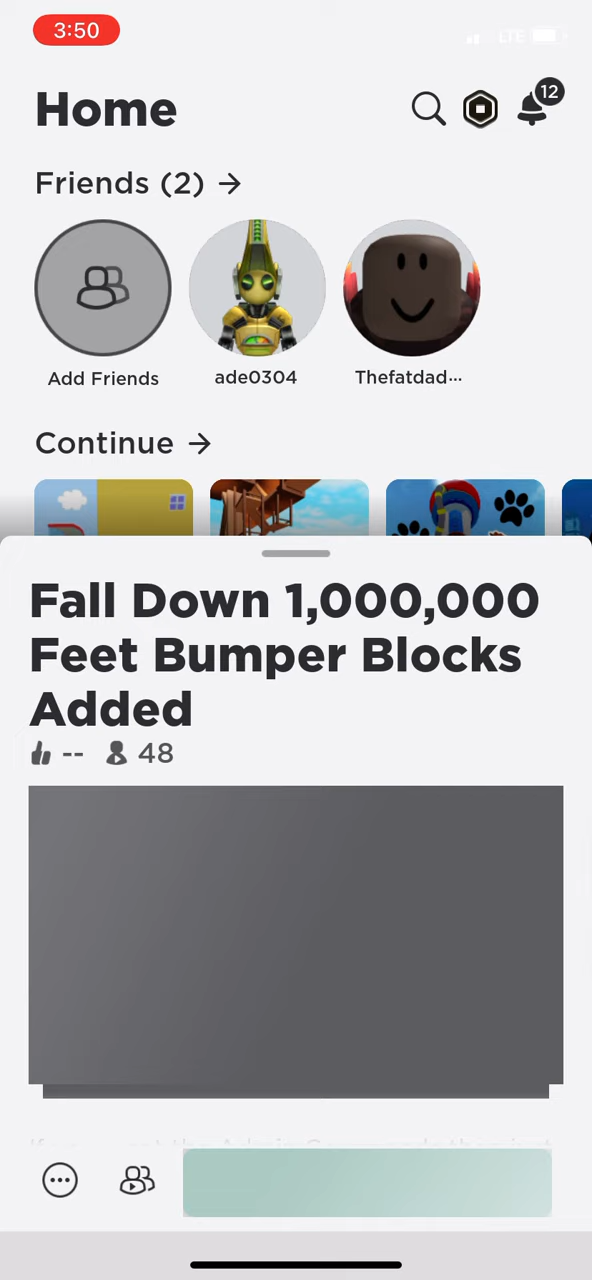 3:50
LTE
Home
12
Friends (2) →
Add Friends
ade0304
Thefatdad...
Continue →
Fall Down 1,000,000
Feet Bumper Blocks
Added
-- 48